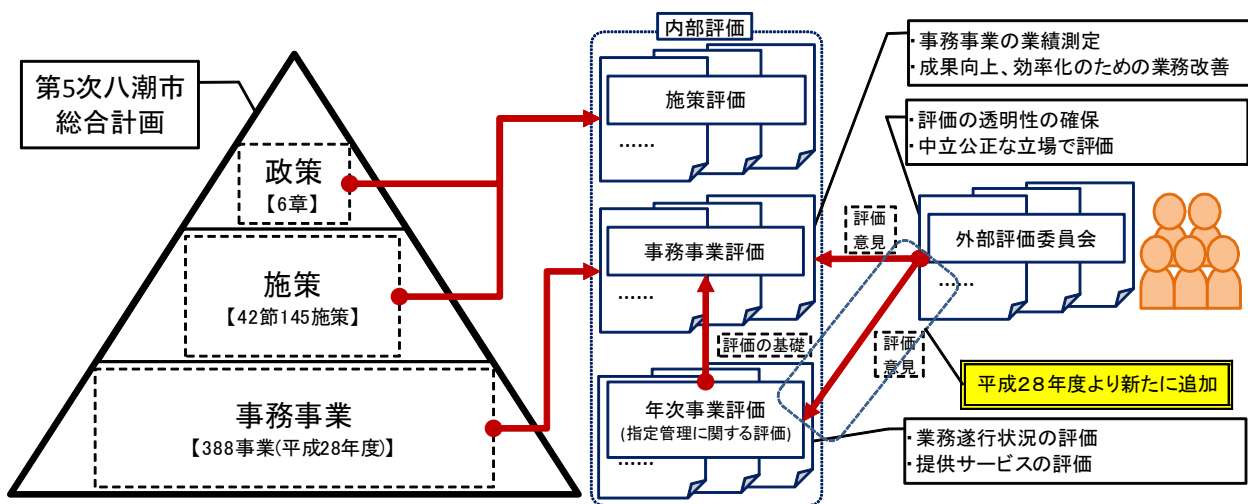 第5次八潮市
総合計画
政策
【6章】
施策
【42節145施策】
事務事業
【388事業(平成28年度)】
内部評価
施策評価
……
事務事業評価
……
評価の基礎
年次事業評価
(指定管理に関する評価)
……
・事務事業の業績測定
・成果向上、効率化のための業務改善
・評価の透明性の確保
・中立公正な立場で評価
評価
意見
外部評価委員会
……
評価
意見
平成28年度より新たに追加
・業務遂行状況の評価
・提供サービスの評価